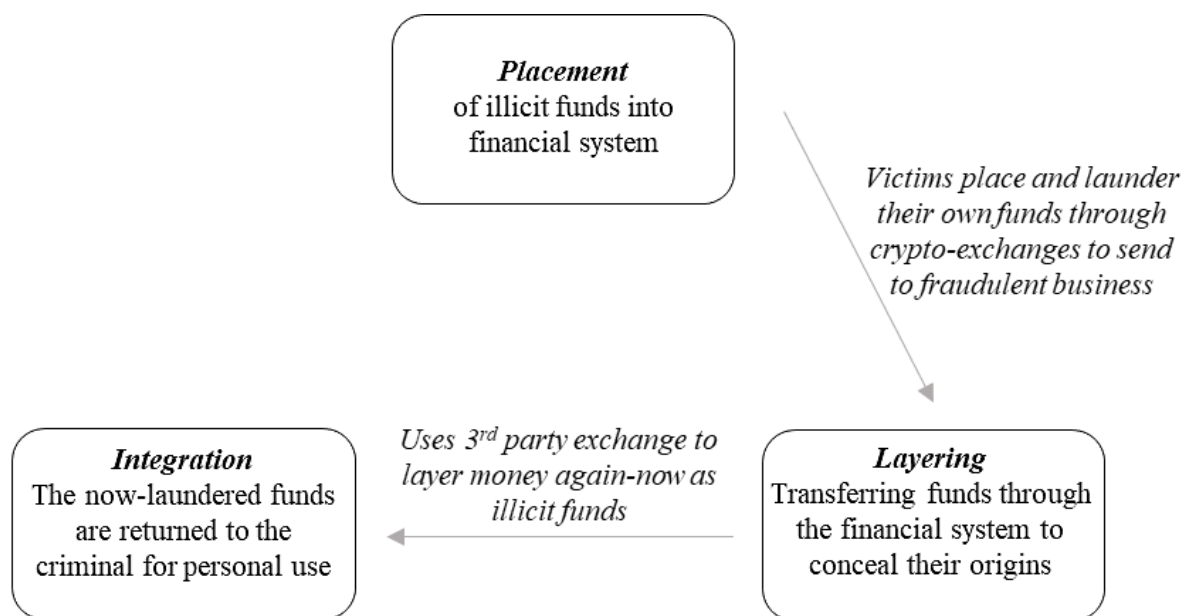 Placement
of illicit funds into
financial system
Victims place and launder
their own funds through
crypto-exchanges to send
to fraudulent business
Layering
Transferring funds through
the financial system to
conceal their origins
Uses 3rd party exchange to
layer money again-now as
illicit funds
Integration
The now-laundered funds
are returned to the
criminal for personal use